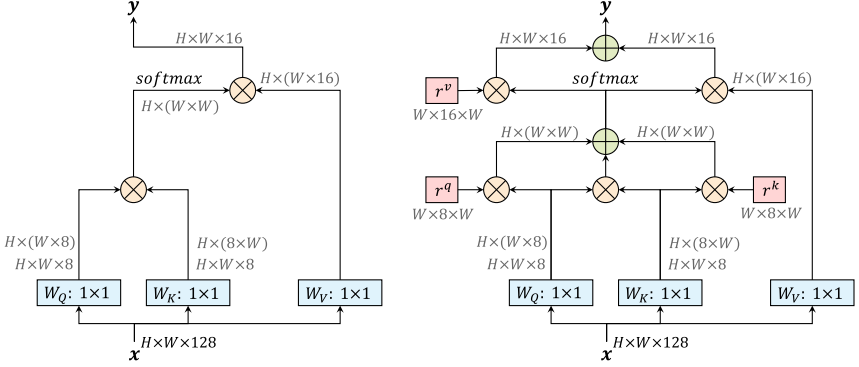 y
H×W×16
softmax
H×(W×16)
H×(W×W)
H×(W×8)
H×W×8
H×(8×W)
H×W×8
W_Q: 1×1
W_K: 1×1
W_V: 1×1
H×W×128
x
y
H×W×16
H×W×16
softmax
H×(W×16)
r^v
W×16×W
H×(W×W)
H×(W×W)
r^q
W×8×W
r^k
W×8×W
H×(W×8)
H×W×8
H×(8×W)
H×W×8
W_Q: 1×1
W_K: 1×1
W_V: 1×1
H×W×128
x